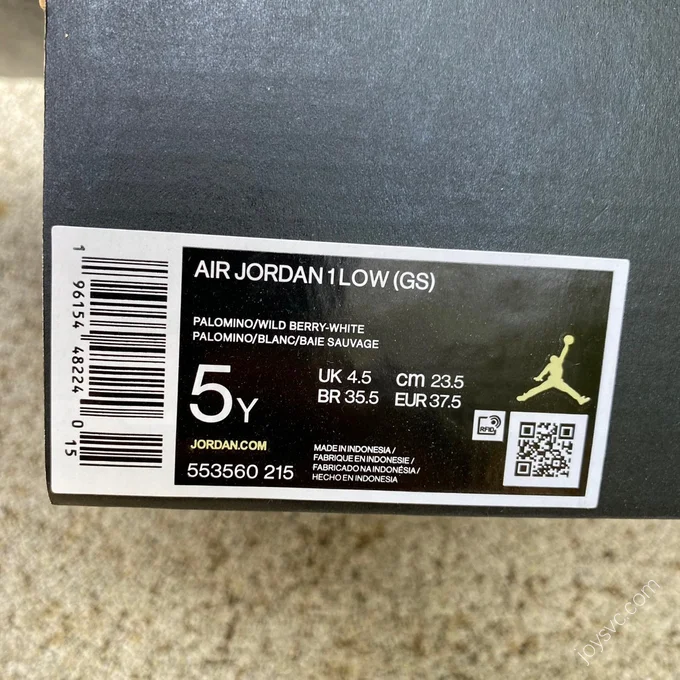 AIR JORDAN 1 LOW (GS)
PALOMINO/WILD BERRY-WHITE
PALOMINO/BLANC/BAIE SAUVAGE
5Y
UK 4.5 cm 23.5
BR 35.5 EUR 37.5
JORDAN.COM
553560 215
MADE IN INDONESIA /
FABRIQUE EN INDONESIE /
FABRICADO NA INDONÉSIA /
HECHO EN INDONESIA
RFID
1 96154 48224 0 15
joysvc.com